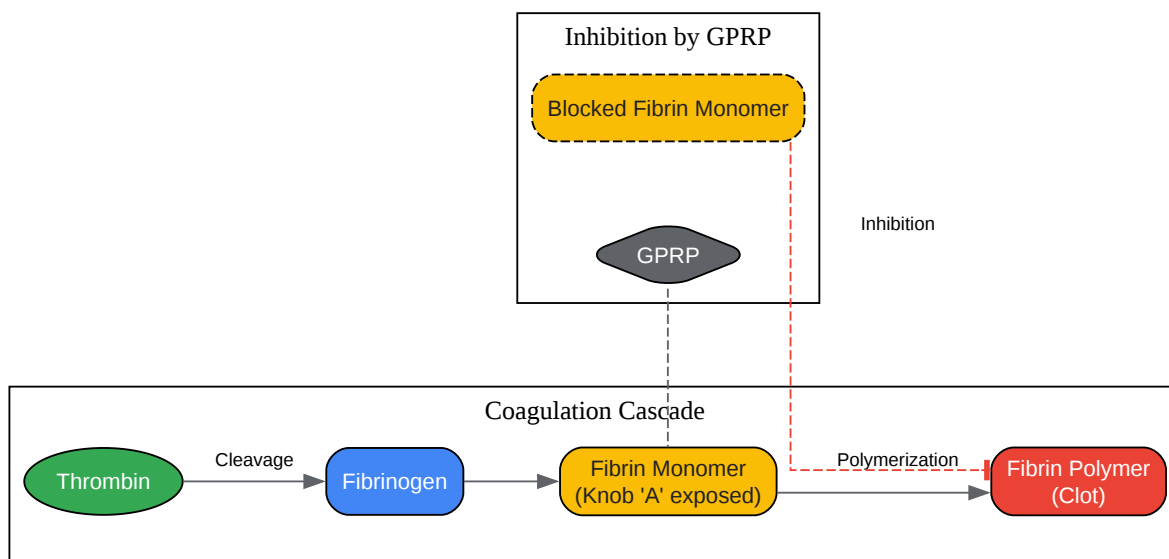 Inhibition by GPRP
Blocked Fibrin Monomer
Inhibition
GPRP
Coagulation Cascade
Thrombin
Cleavage
Fibrinogen
Fibrin Monomer
(Knob 'A' exposed)
Polymerization
Fibrin Polymer
(Clot)